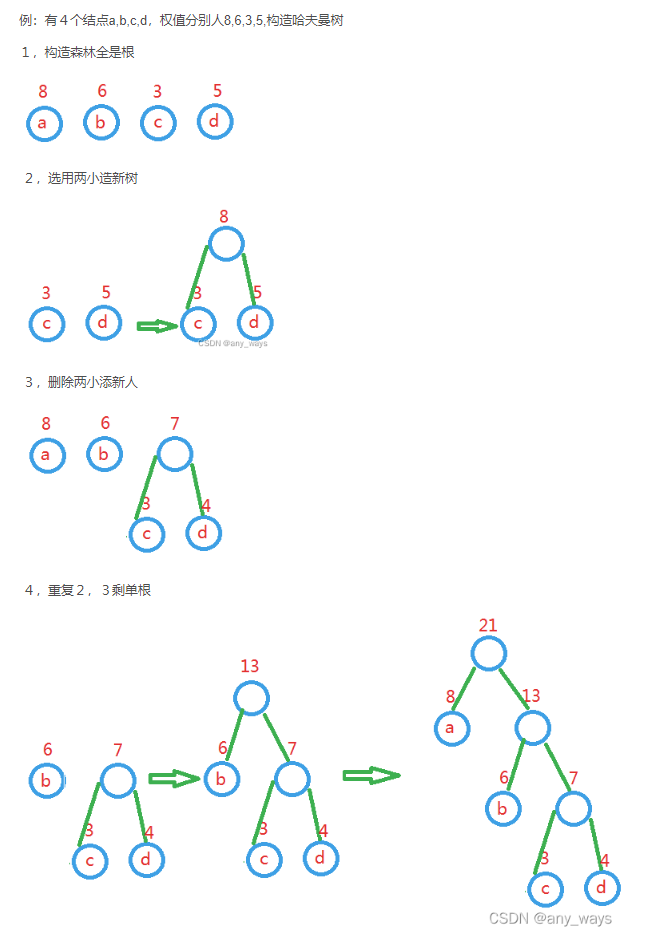 例：有４个结点a,b,c,d，权值分别人8,6,3,5,构造哈夫曼树
１，构造森林全是根
8 6 3 5
a b c d
２，选用两小造新树
8
3 5 3 5
c d c d
CSDN @any_ways
３，删除两小添新人
8 6 7
a b
3 4
c d
４，重复２，３剩单根
21
13
8 13
a
6 7 6 7 6 7
b b b
3 4 3 4 3 4
c d c d c d
CSDN @any_ways